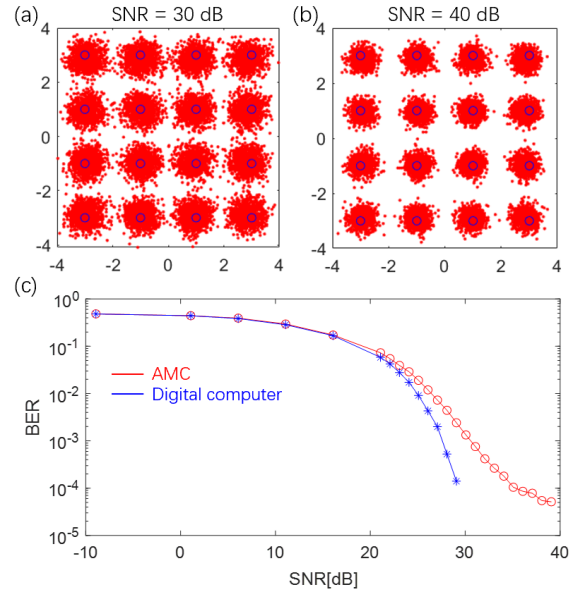 (a) SNR = 30 dB
4
2
0
-2
-4
-4 -2 0 2 4
(b) SNR = 40 dB
4
2
0
-2
-4
-4 -2 0 2 4
(c)
10^0
10^-1
10^-2
10^-3
10^-4
10^-5
BER
AMC
Digital computer
-10 0 10 20 30 40
SNR[dB]